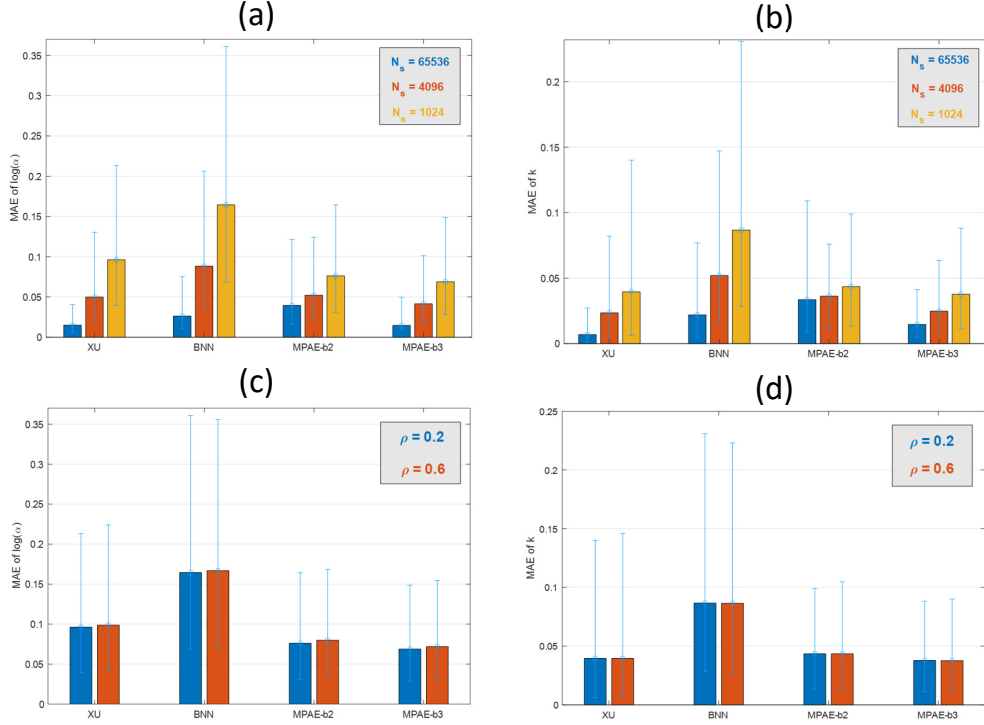 (a)
0.35
0.3
0.25
0.2
0.15
0.1
0.05
0
MAE of log(α)
N_s = 65536
N_s = 4096
N_s = 1024
XU BNN MPAE-b2 MPAE-b3
(b)
0.2
0.15
0.1
0.05
0
MAE of k
N_s = 65536
N_s = 4096
N_s = 1024
XU BNN MPAE-b2 MPAE-b3
(c)
0.35
0.3
0.25
0.2
0.15
0.1
0.05
0
MAE of log(α)
ρ = 0.2
ρ = 0.6
XU BNN MPAE-b2 MPAE-b3
(d)
0.25
0.2
0.15
0.1
0.05
0
MAE of k
ρ = 0.2
ρ = 0.6
XU BNN MPAE-b2 MPAE-b3